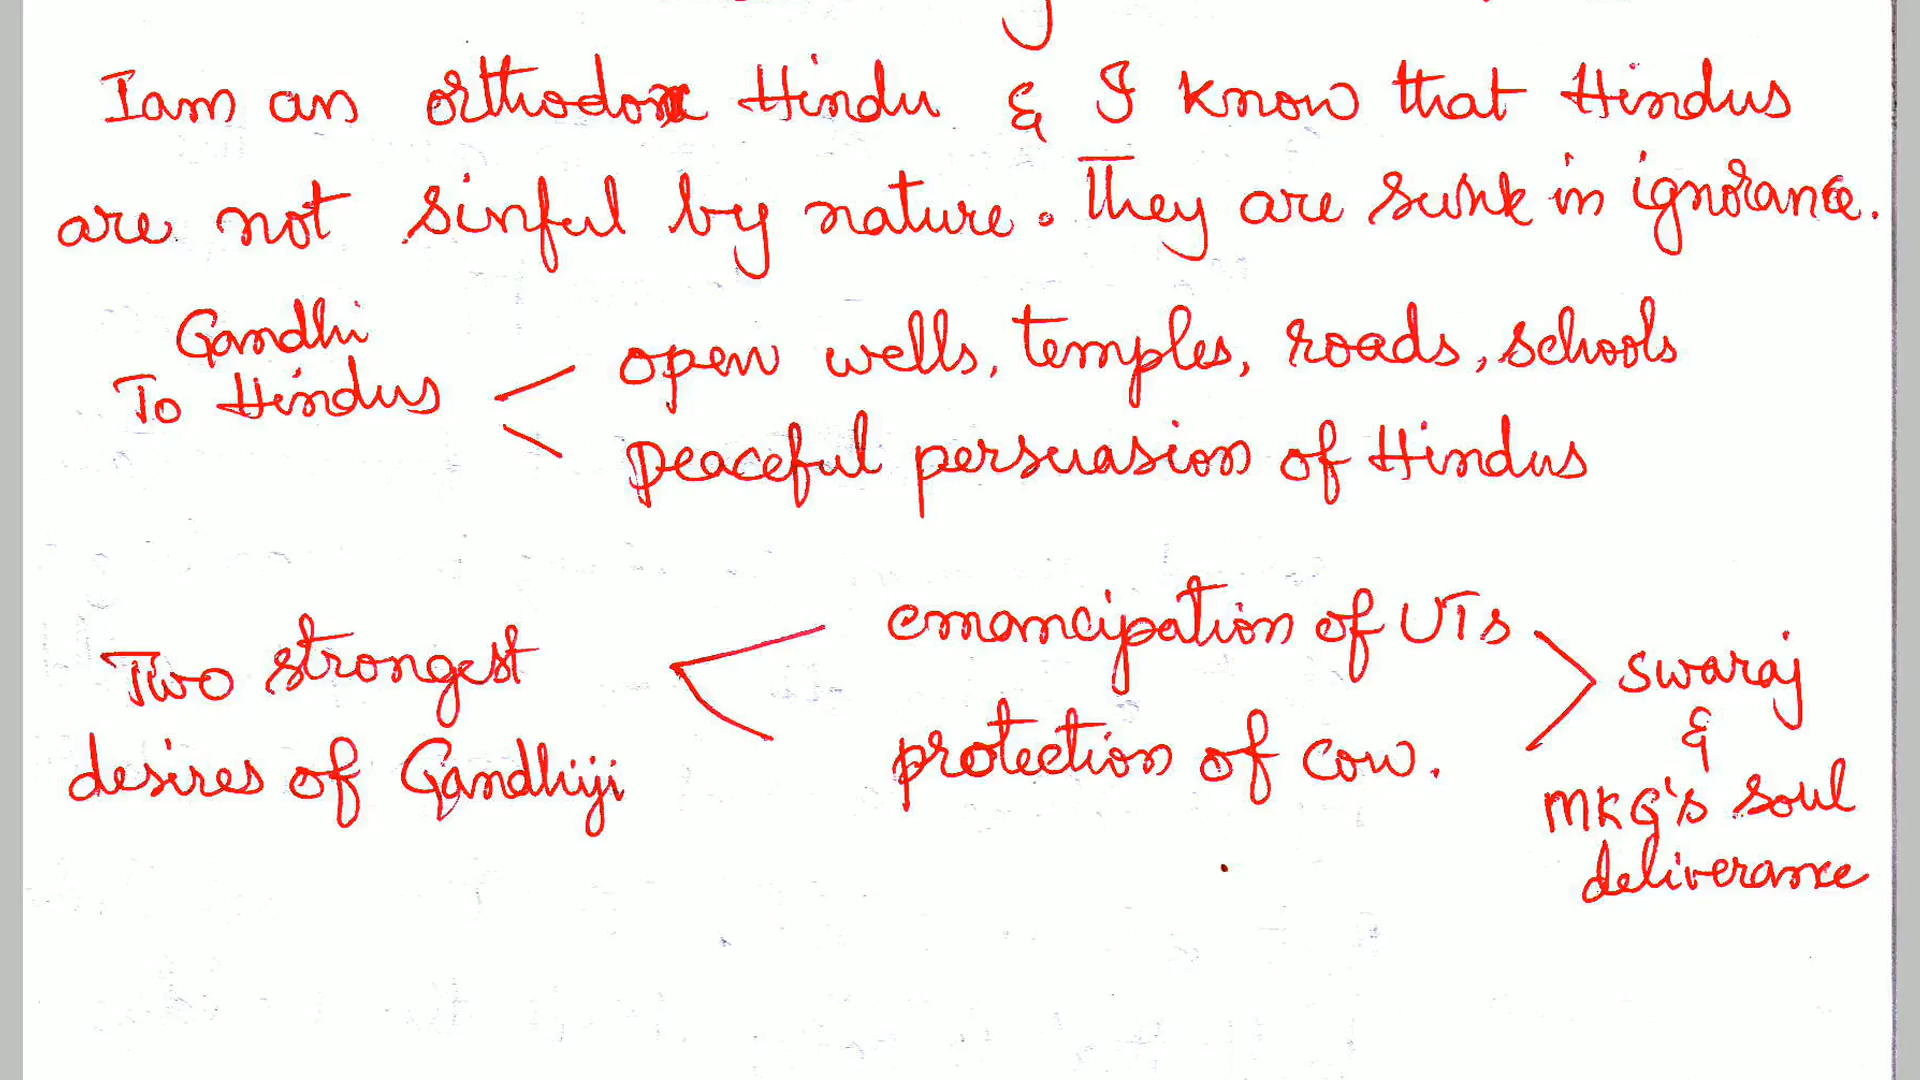 I am an orthodox Hindu & I know that Hindus
are not sinful by nature. They are sunk in ignorance.
Gandhi
To Hindus
open wells, temples, roads, schools
peaceful persuasion of Hindus
Two strongest
desires of Gandhiji
emancipation of UTs
protection of cow.
swaraj
&
MKG's soul
deliverance